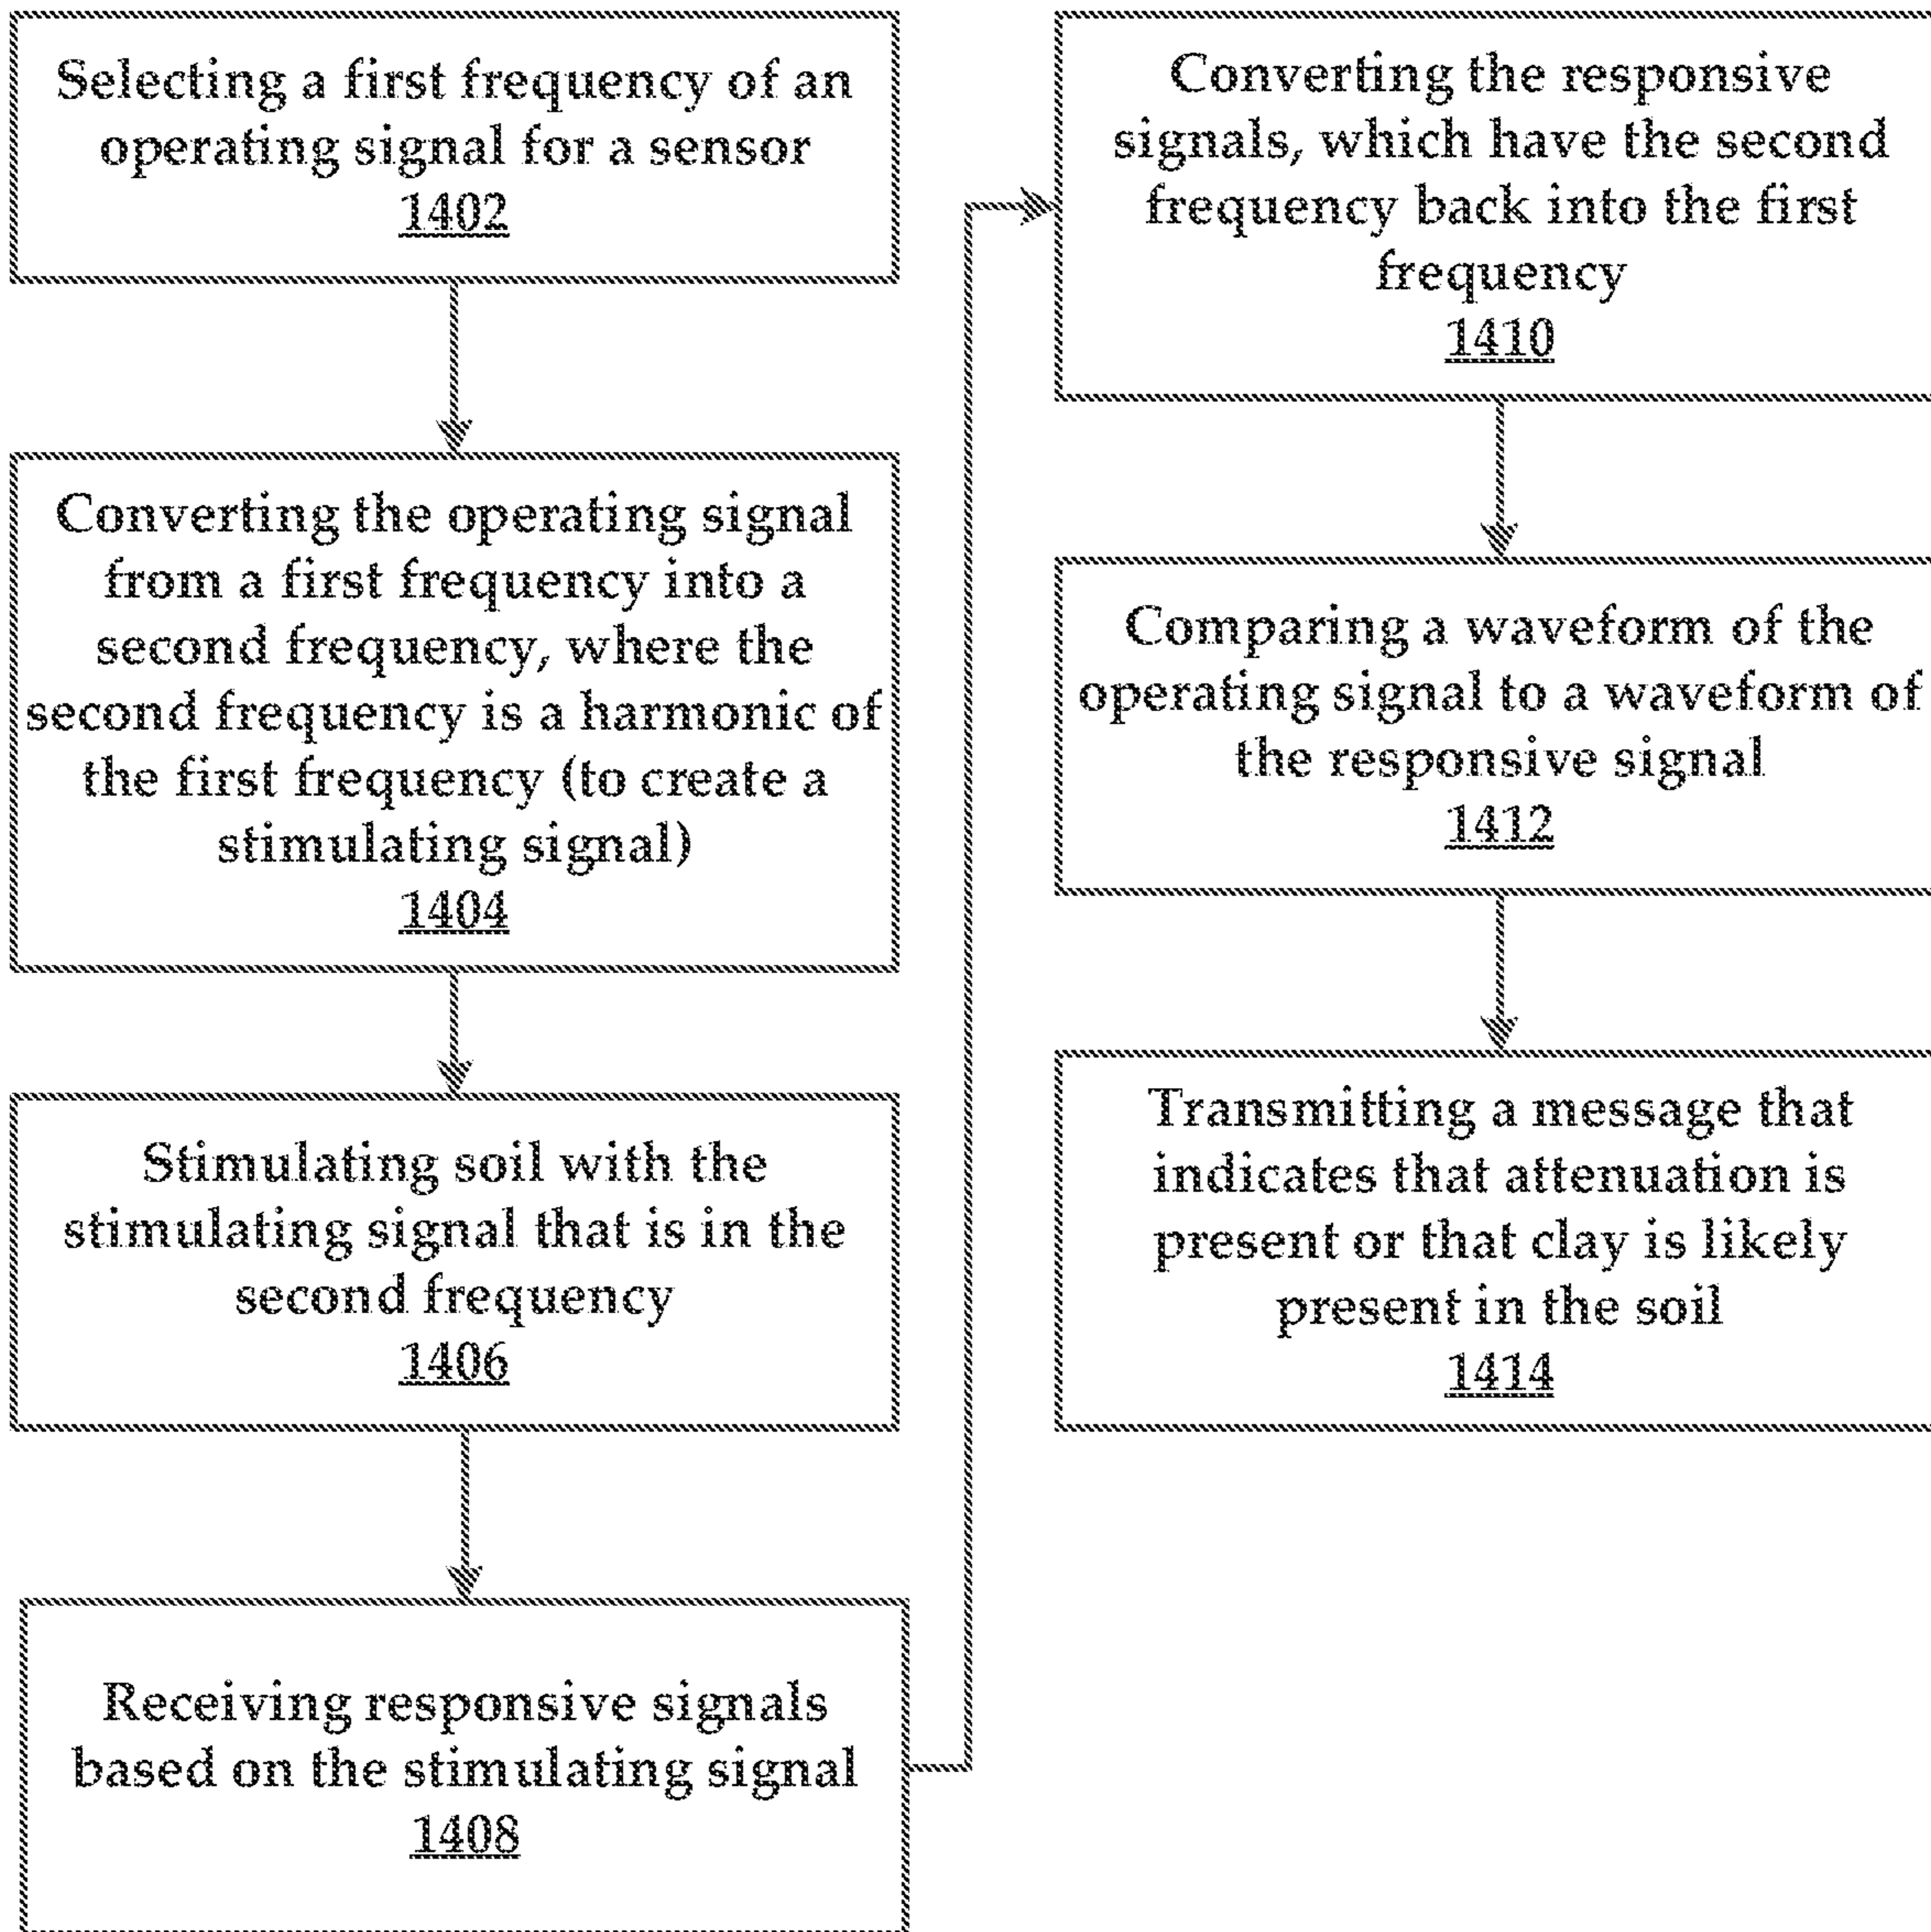 Selecting a first frequency of an
operating signal for a sensor
1402
Converting the operating signal
from a first frequency into a
second frequency, where the
second frequency is a harmonic of
the first frequency (to create a
stimulating signal)
1404
Stimulating soil with the
stimulating signal that is in the
second frequency
1406
Receiving responsive signals
based on the stimulating signal
1408
Converting the responsive
signals, which have the second
frequency back into the first
frequency
1410
Comparing a waveform of the
operating signal to a waveform of
the responsive signal
1412
Transmitting a message that
indicates that attenuation is
present or that clay is likely
present in the soil
1414